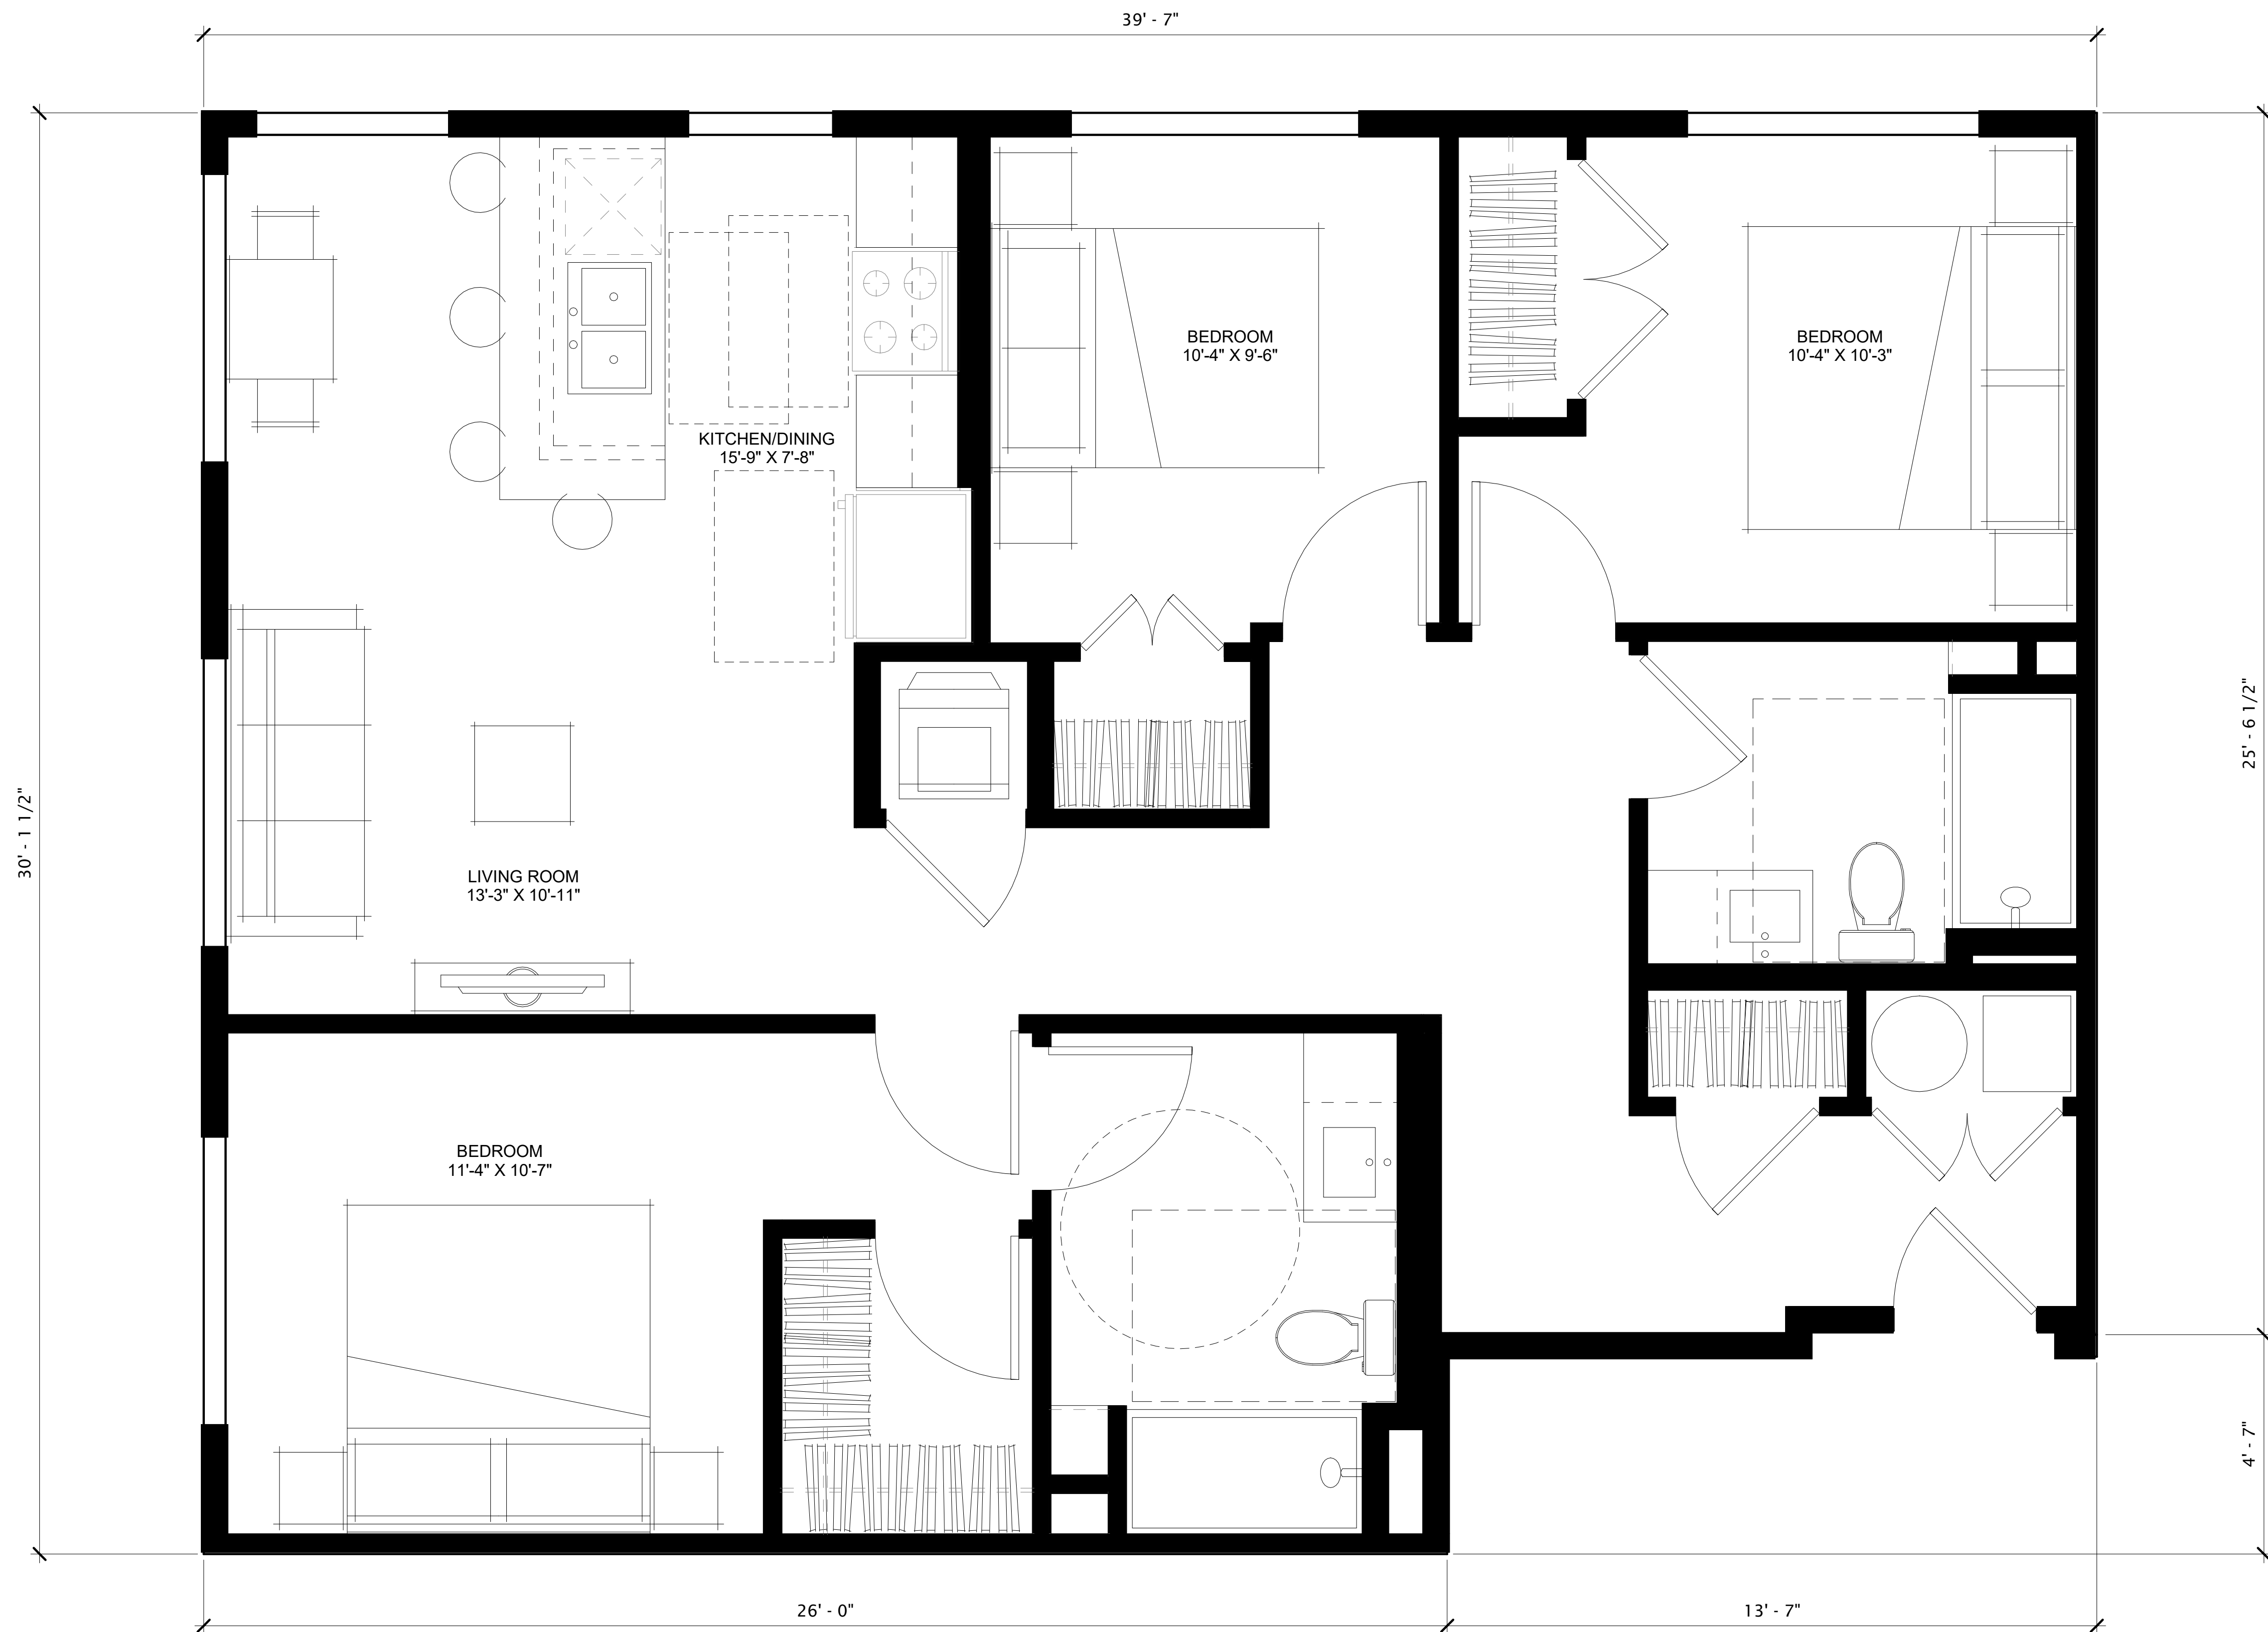 39' - 7"
BEDROOM
10'-4" X 9'-6"
BEDROOM
10'-4" X 10'-3"
KITCHEN/DINING
15'-9" X 7'-8"
25' - 6 1/2"
30' - 1 1/2"
LIVING ROOM
13'-3" X 10'-11"
BEDROOM
11'-4" X 10'-7"
4' - 7"
26' - 0"
13' - 7"